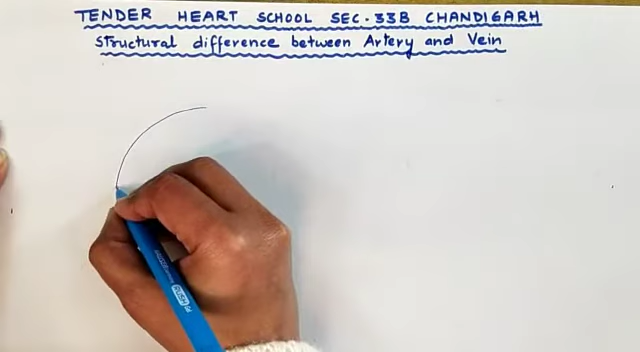 TENDER HEART SCHOOL SEC. 33B CHANDIGARH
Structural difference between Artery and Vein